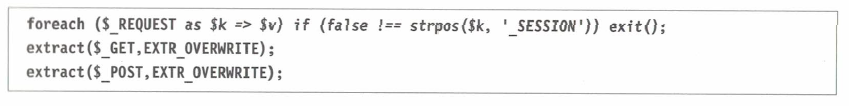 foreach ($_REQUEST as $k => $v) if (false !== strpos($k, '_SESSION')) exit();
extract($_GET,EXTR_OVERWRITE);
extract($_POST,EXTR_OVERWRITE);